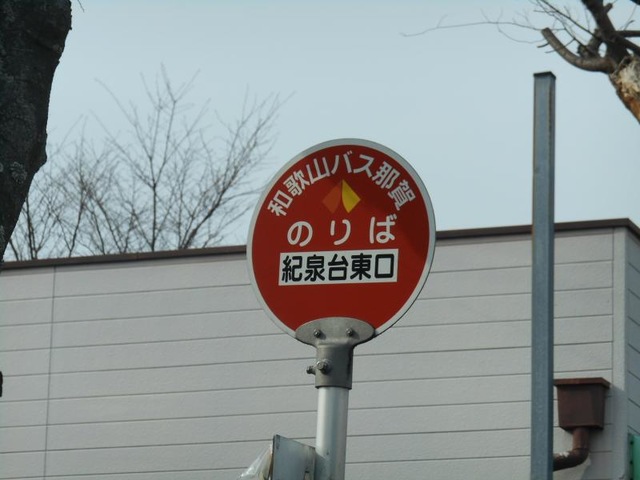 和歌山バス那賀
のりば
紀泉台東口